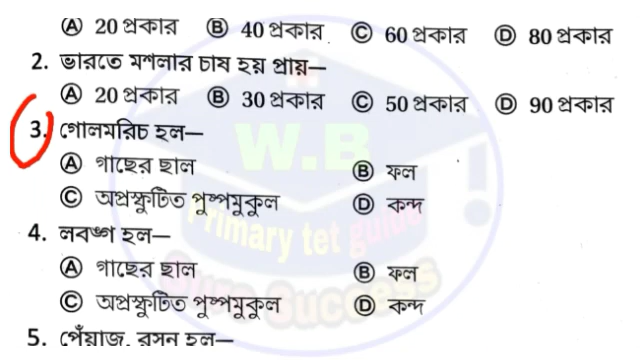 Ⓐ 20 প্রকার Ⓑ 40 প্রকার Ⓒ 60 প্রকার Ⓓ 80 প্রকার
2. ভারতে মশলার চাষ হয় প্রায়—
Ⓐ 20 প্রকার Ⓑ 30 প্রকার Ⓒ 50 প্রকার Ⓓ 90 প্রকার
3. গোলমরিচ হল—
Ⓐ গাছের ছাল Ⓑ ফল
Ⓒ অপ্রস্ফুটিত পুষ্পমুকুল Ⓓ কন্দ
4. লবঙ্গ হল—
Ⓐ গাছের ছাল Ⓑ ফল
Ⓒ অপ্রস্ফুটিত পুষ্পমুকুল Ⓓ কন্দ
5. পেঁয়াজ, রসুন হল—
W.B
Primary tet guide
Sure Success